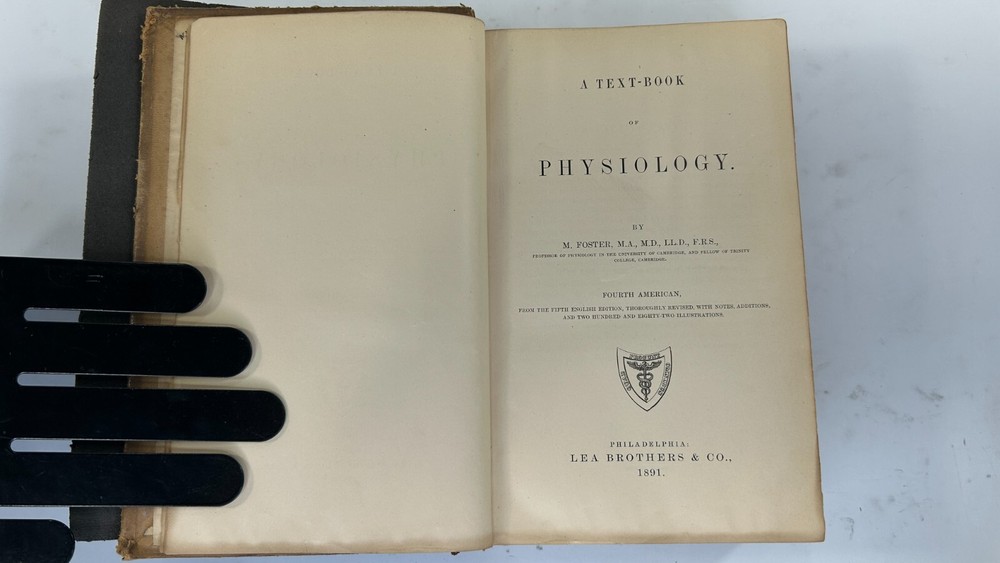 A TEXT-BOOK
OF
PHYSIOLOGY.
BY
M. FOSTER, M.A., M.D., LL.D., F.R.S.,
PROFESSOR OF PHYSIOLOGY IN THE UNIVERSITY OF CAMBRIDGE, AND FELLOW OF TRINITY
COLLEGE, CAMBRIDGE.
FOURTH AMERICAN,
FROM THE FIFTH ENGLISH EDITION, THOROUGHLY REVISED, WITH NOTES, ADDITIONS,
AND TWO HUNDRED AND EIGHTY-TWO ILLUSTRATIONS.
PHILADELPHIA:
LEA BROTHERS & CO.,
1891.